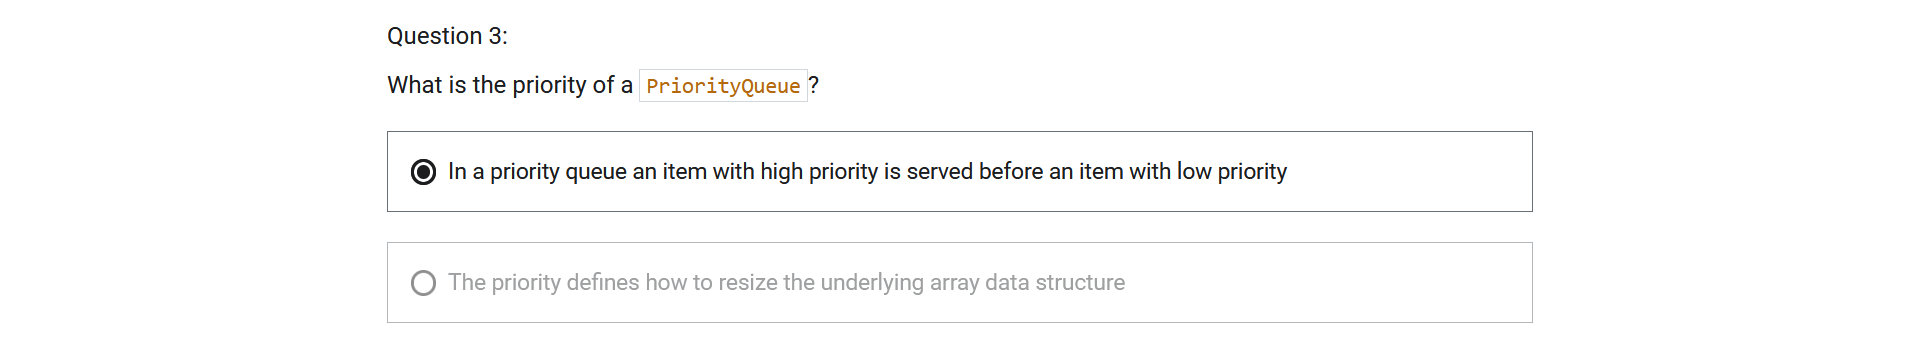 Question 3:
What is the priority of a PriorityQueue?
In a priority queue an item with high priority is served before an item with low priority
The priority defines how to resize the underlying array data structure